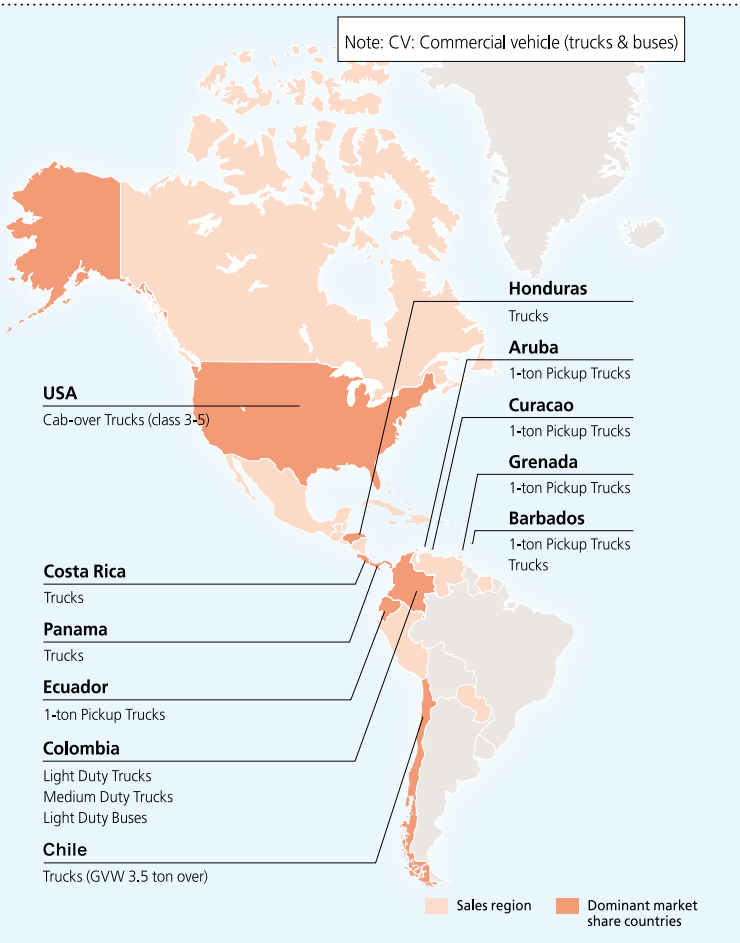 Note: CV: Commercial vehicle (trucks & buses)
Honduras
Trucks
Aruba
1-ton Pickup Trucks
Curacao
1-ton Pickup Trucks
Grenada
1-ton Pickup Trucks
Barbados
1-ton Pickup Trucks
Trucks
USA
Cab-over Trucks (class 3-5)
Costa Rica
Trucks
Panama
Trucks
Ecuador
1-ton Pickup Trucks
Colombia
Light Duty Trucks
Medium Duty Trucks
Light Duty Buses
Chile
Trucks (GVW 3.5 ton over)
Sales region
Dominant market
share countries